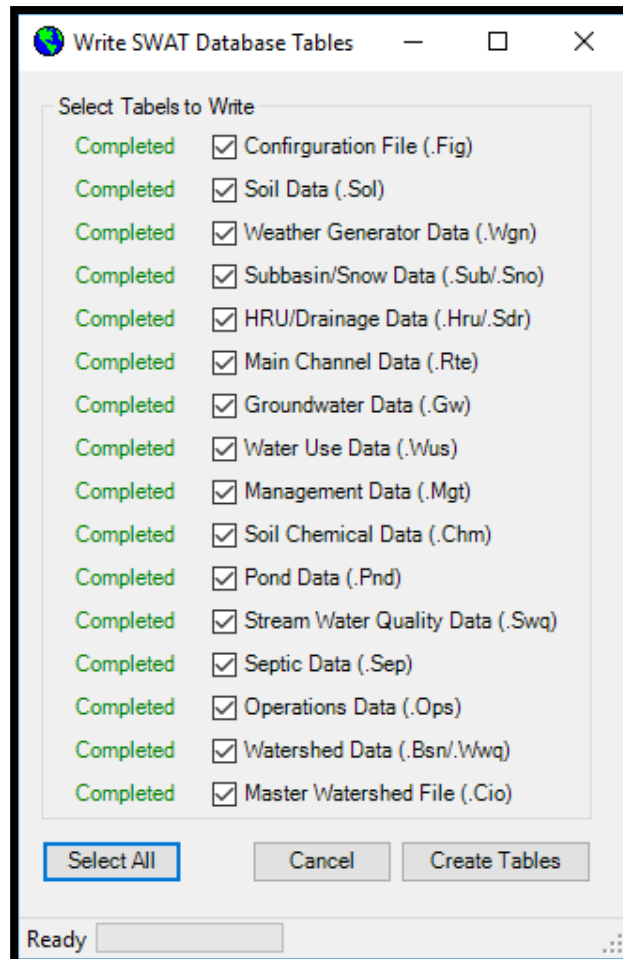 Write SWAT Database Tables
Select Tabels to Write
Completed Confirguration File (.Fig)
Completed Soil Data (.Sol)
Completed Weather Generator Data (.Wgn)
Completed Subbasin/Snow Data (.Sub/.Sno)
Completed HRU/Drainage Data (.Hru/.Sdr)
Completed Main Channel Data (.Rte)
Completed Groundwater Data (.Gw)
Completed Water Use Data (.Wus)
Completed Management Data (.Mgt)
Completed Soil Chemical Data (.Chm)
Completed Pond Data (.Pnd)
Completed Stream Water Quality Data (.Swq)
Completed Septic Data (.Sep)
Completed Operations Data (.Ops)
Completed Watershed Data (.Bsn/.Wwq)
Completed Master Watershed File (.Cio)
Select All Cancel Create Tables
Ready